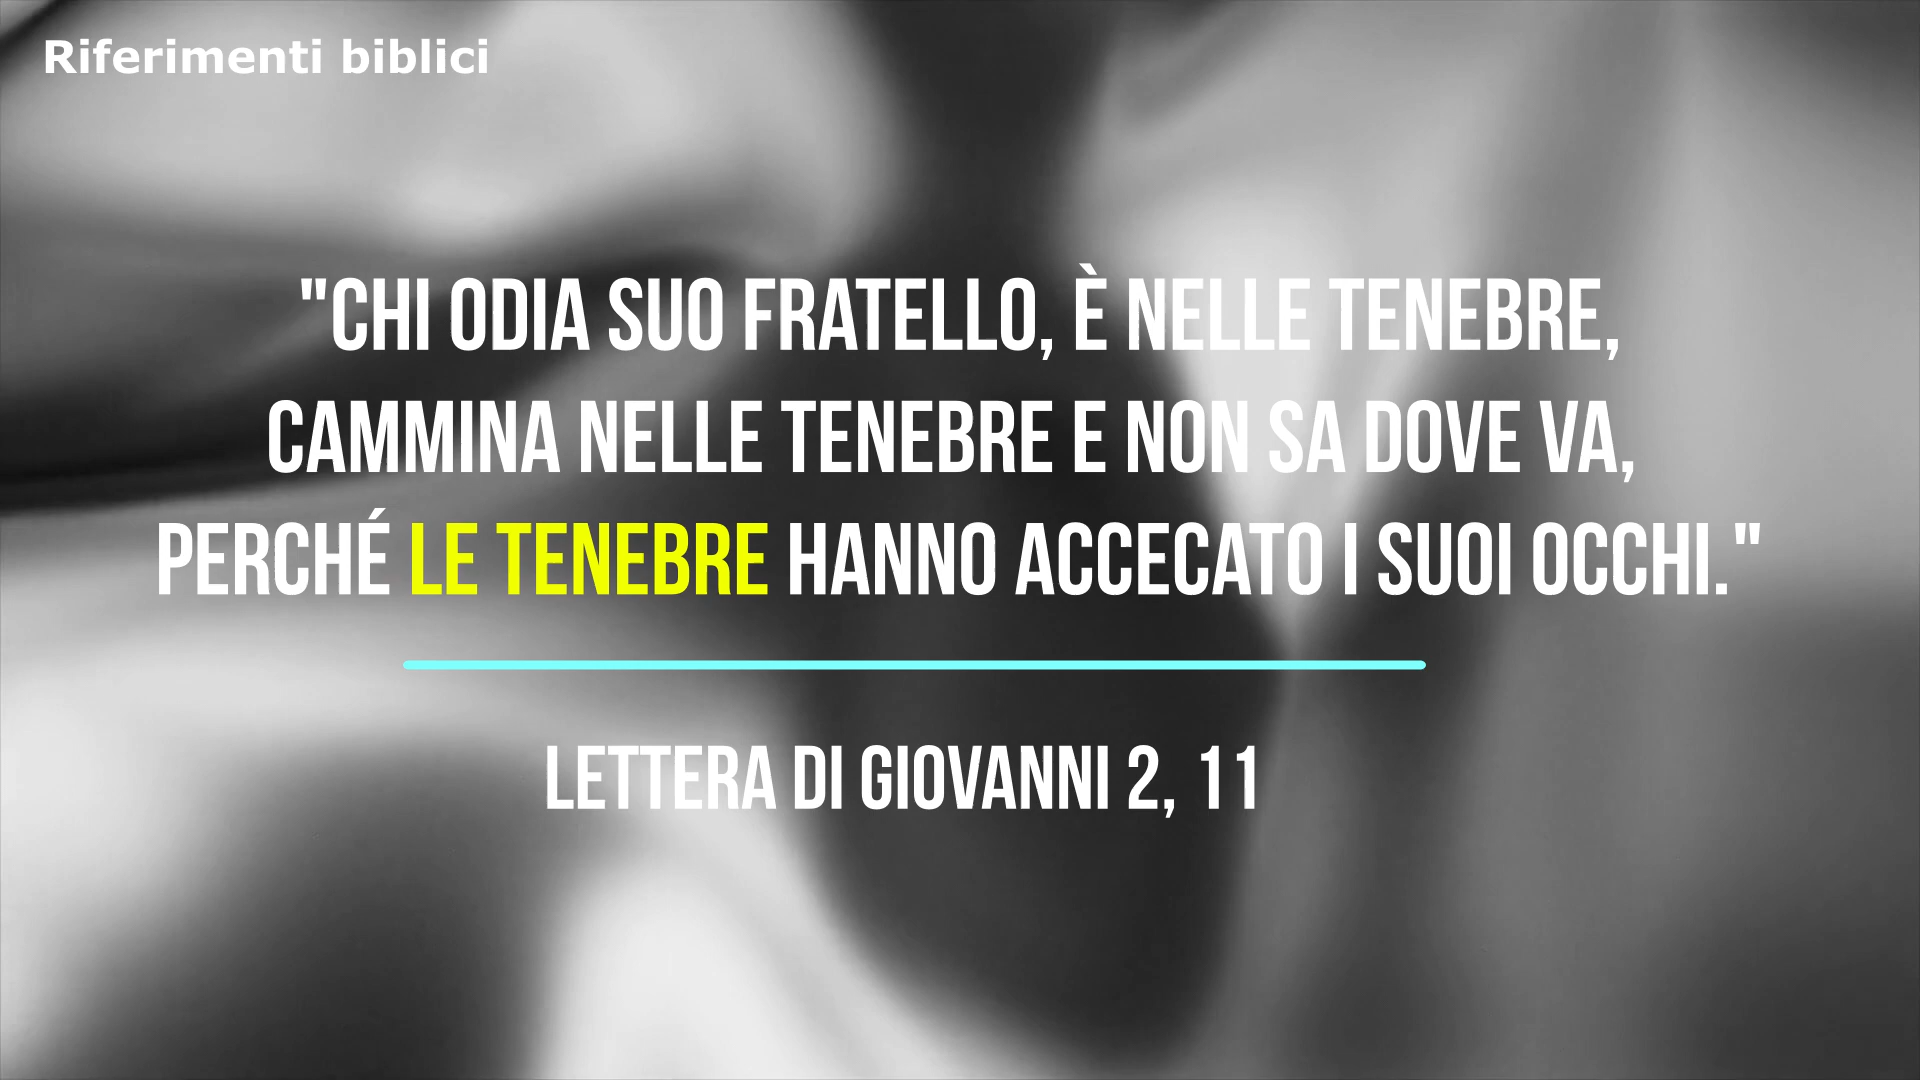 Riferimenti biblici
"CHI ODIA SUO FRATELLO, È NELLE TENEBRE,
CAMMINA NELLE TENEBRE E NON SA DOVE VA,
PERCHÉ LE TENEBRE HANNO ACCECATO I SUOI OCCHI."
LETTERA DI GIOVANNI 2, 11